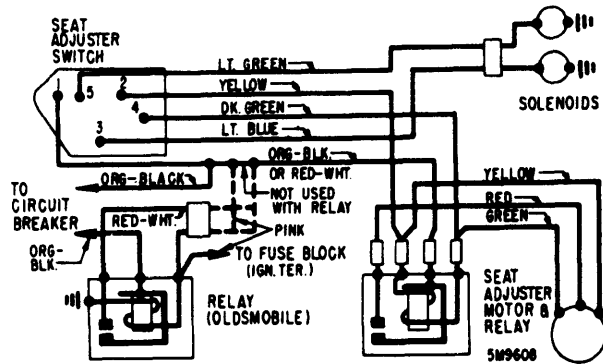 SEAT
ADJUSTER
SWITCH
LT. GREEN
YELLOW
DK. GREEN
LT. BLUE
1
5
2
4
3
SOLENOIDS
ORG-BLK.
OR RED-WHT.
NOT USED
WITH RELAY
ORG-BLACK
TO
CIRCUIT
BREAKER
RED-WHT.
ORG-
BLK.
PINK
TO FUSE BLOCK
(IGN. TER.)
RELAY
(OLDSMOBILE)
YELLOW
RED
GREEN
SEAT
ADJUSTER
MOTOR &
RELAY
5M9608